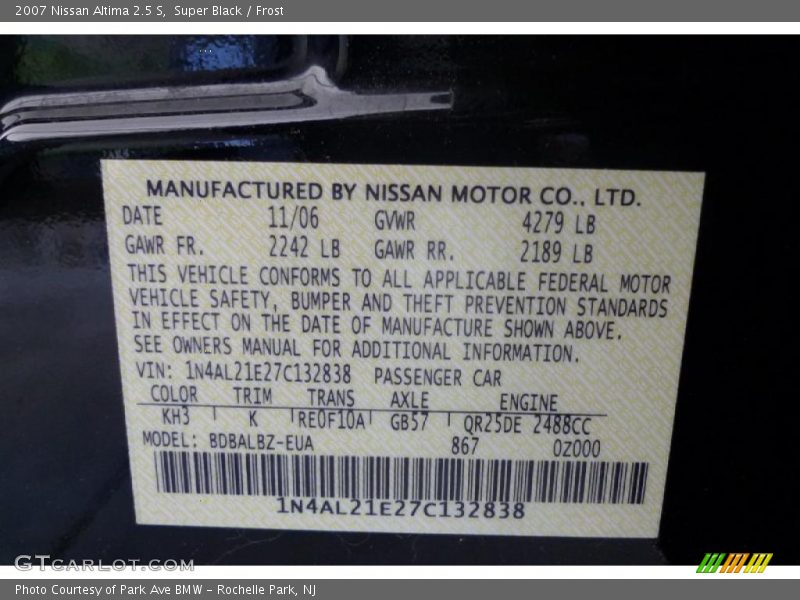 2007 Nissan Altima 2.5 S, Super Black / Frost
MANUFACTURED BY NISSAN MOTOR CO., LTD.
DATE 11/06 GVWR 4279 LB
GAWR FR. 2242 LB GAWR RR. 2189 LB
THIS VEHICLE CONFORMS TO ALL APPLICABLE FEDERAL MOTOR
VEHICLE SAFETY, BUMPER AND THEFT PREVENTION STANDARDS
IN EFFECT ON THE DATE OF MANUFACTURE SHOWN ABOVE.
SEE OWNERS MANUAL FOR ADDITIONAL INFORMATION.
VIN: 1N4AL21E27C132838 PASSENGER CAR
COLOR TRIM TRANS AXLE ENGINE
KH3 K RE0F10A GB57 QR25DE 2488CC
MODEL: BDBALBZ-EUA 867 0Z000
1N4AL21E27C132838
GTcarlot.com
Photo Courtesy of Park Ave BMW - Rochelle Park, NJ